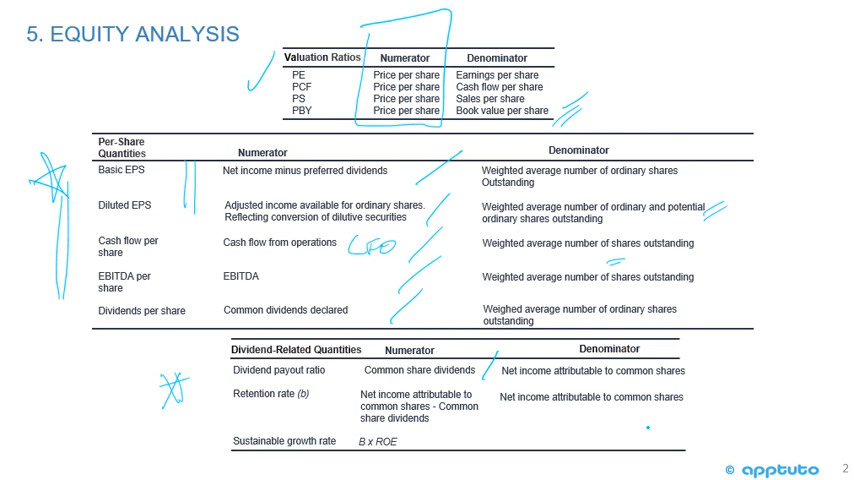 5. EQUITY ANALYSIS
Valuation Ratios Numerator Denominator
PE Price per share Earnings per share
PCF Price per share Cash flow per share
PS Price per share Sales per share
PBY Price per share Book value per share
Per-Share
Quantities Numerator Denominator
Basic EPS Net income minus preferred dividends Weighted average number of ordinary shares
Outstanding
Diluted EPS Adjusted income available for ordinary shares. Weighted average number of ordinary and potential
Reflecting conversion of dilutive securities ordinary shares outstanding
Cash flow per Cash flow from operations CFO Weighted average number of shares outstanding
share
EBITDA per EBITDA Weighted average number of shares outstanding
share
Dividends per share Common dividends declared Weighed average number of ordinary shares
outstanding
Dividend-Related Quantities Numerator Denominator
Dividend payout ratio Common share dividends Net income attributable to common shares
Retention rate (b) Net income attributable to Net income attributable to common shares
common shares - Common
share dividends
Sustainable growth rate B x ROE
© apptuto 2